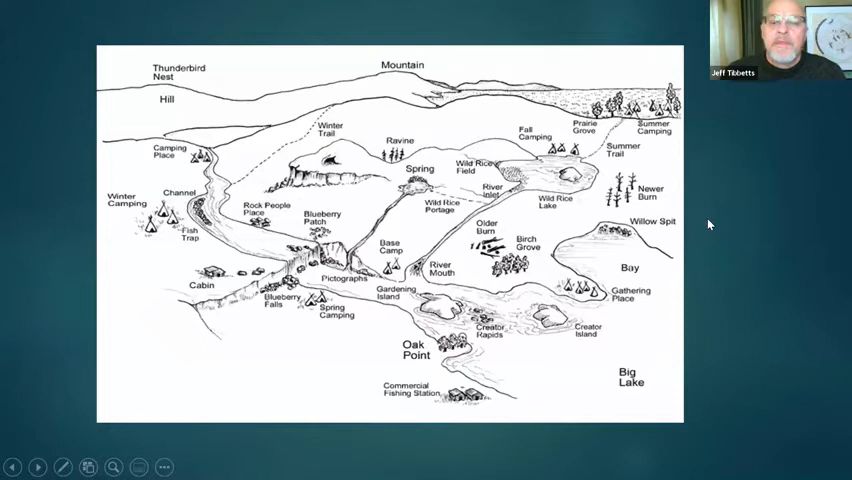 Jeff Tibbetts
Thunderbird
Nest
Mountain
Hill
Winter
Trail
Ravine
Fall
Camping
Prairie
Grove
Summer
Camping
Summer
Trail
Camping
Place
Spring
Wild Rice
Field
River
Inlet
Wild Rice
Lake
Newer
Burn
Winter
Camping
Channel
Rock People
Place
Blueberry
Patch
Wild Rice
Portage
Willow Spit
Fish
Trap
Base
Camp
Older
Burn
Birch
Grove
Bay
Cabin
Pictographs
River
Mouth
Blueberry
Falls
Spring
Camping
Gardening
Island
Gathering
Place
Creator
Rapids
Creator
Island
Oak
Point
Big
Lake
Commercial
Fishing Station